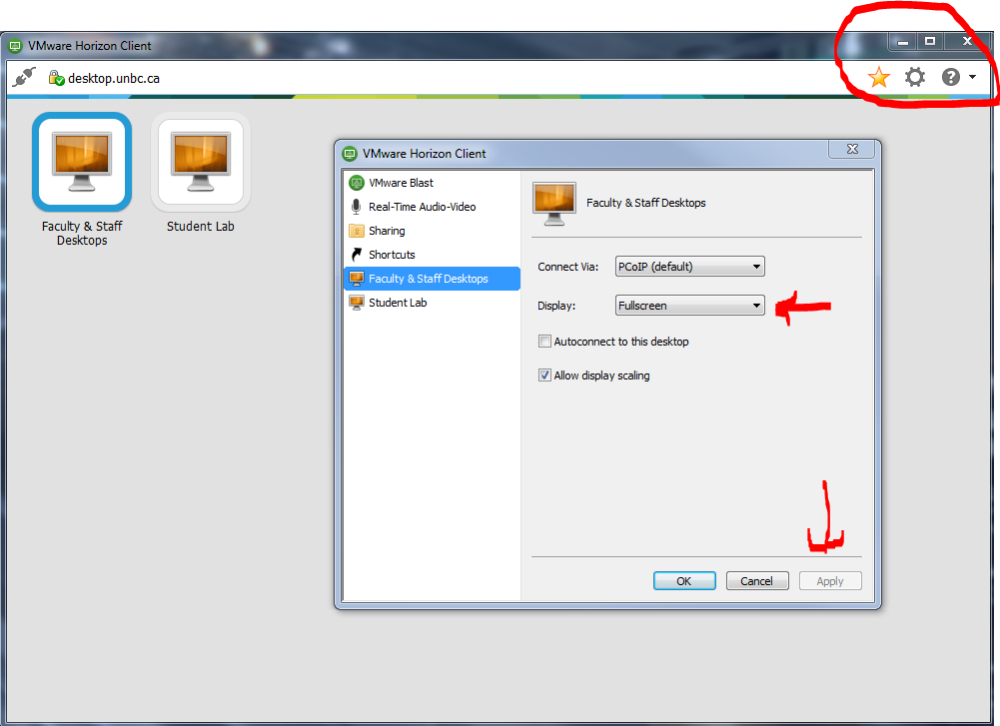 VMware Horizon Client
desktop.unbc.ca
Faculty & Staff
Desktops
Student Lab
VMware Horizon Client
VMware Blast
Real-Time Audio-Video
Sharing
Shortcuts
Faculty & Staff Desktops
Student Lab
Faculty & Staff Desktops
Connect Via: PCoIP (default)
Display: Fullscreen
Autoconnect to this desktop
Allow display scaling
OK Cancel Apply